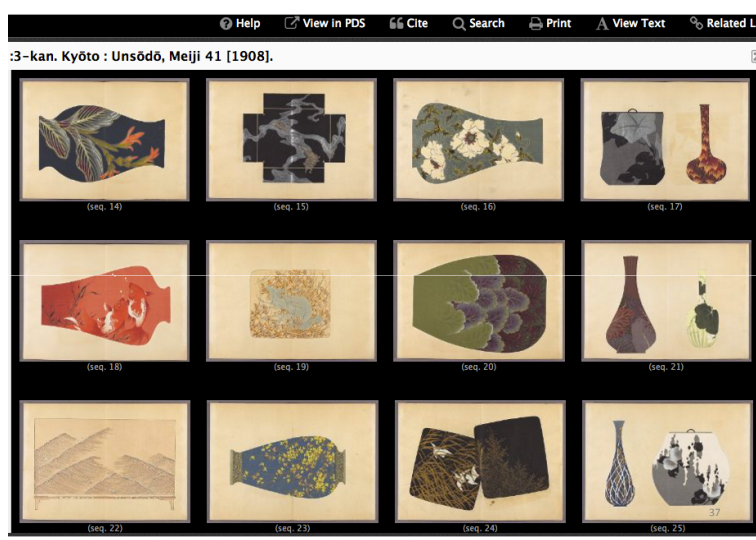 Help View in PDS Cite Search Print View Text Related L
:3-kan. Kyōto : Unsōdō, Meiji 41 [1908].
(seq. 14) (seq. 15) (seq. 16) (seq. 17)
(seq. 18) (seq. 19) (seq. 20) (seq. 21)
(seq. 22) (seq. 23) (seq. 24) (seq. 25)
37